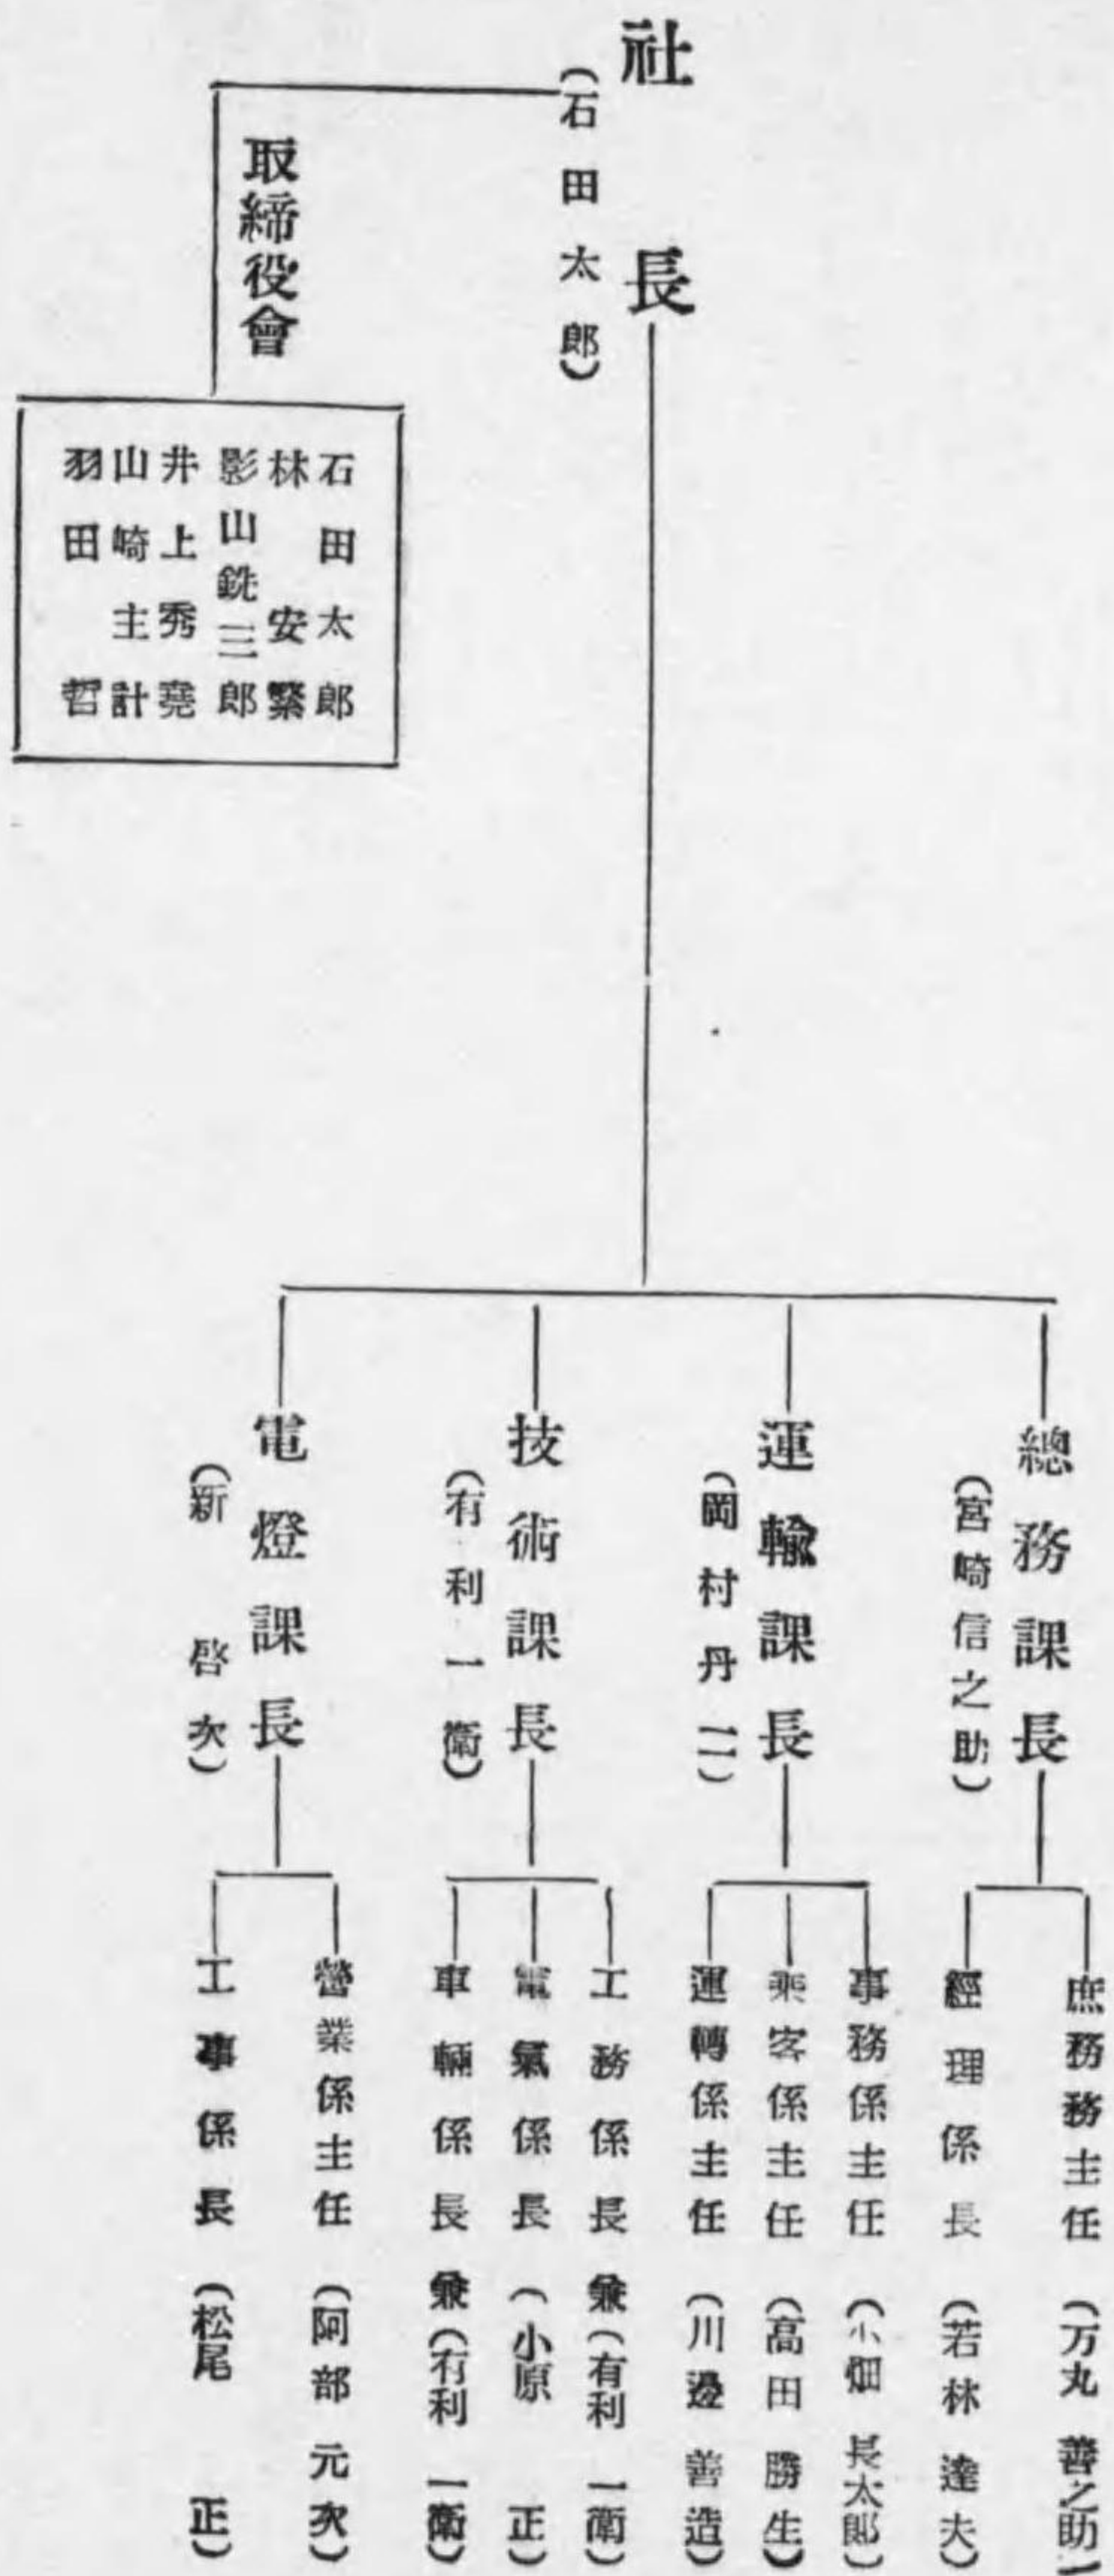 社長
(石田太郎)
取締役會
石田太郎
林安繁
影山銑三郎
井上秀堯
山崎主計
羽田哲
總務課長
(宮崎信之助)
庶務務主任(万丸善之助)
經理係長(若林達夫)
運輸課長
(岡村丹二)
事務係主任(小畑長太郎)
乘客係主任(高田勝生)
運轉係主任(川邊善造)
技術課長
(有利一衛)
工務係長兼(有利一衛)
電氣係長(小原正)
車輛係長兼(有利一衛)
電燈課長
(新啓次)
營業係主任(阿部元次)
工事係長(松尾正)